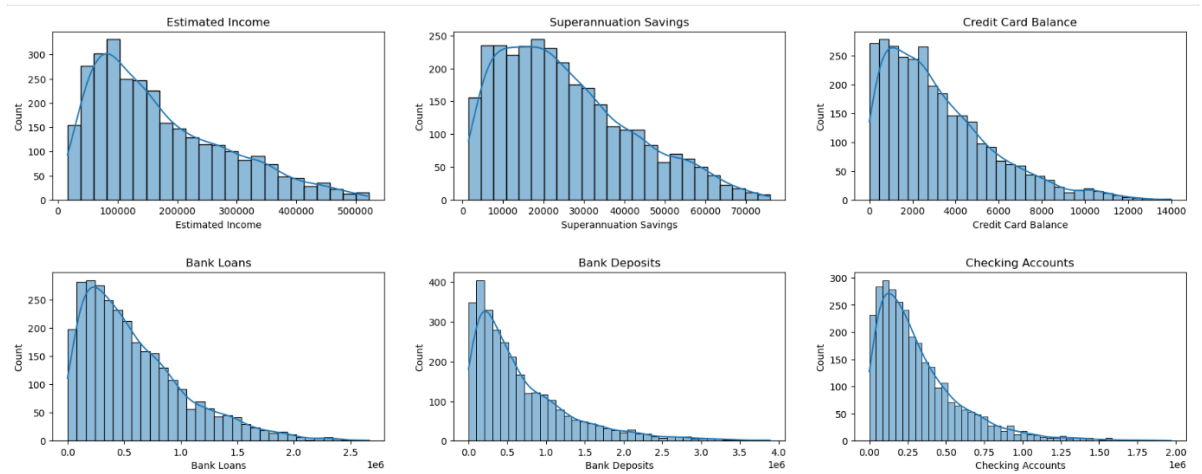 Estimated Income
Count
300
250
200
150
100
50
0
0 100000 200000 300000 400000 500000
Estimated Income
Superannuation Savings
Count
250
200
150
100
50
0
0 10000 20000 30000 40000 50000 60000 70000
Superannuation Savings
Credit Card Balance
Count
250
200
150
100
50
0
0 2000 4000 6000 8000 10000 12000 14000
Credit Card Balance
Bank Loans
Count
250
200
150
100
50
0
0.0 0.5 1.0 1.5 2.0 2.5
1e6
Bank Loans
Bank Deposits
Count
400
300
200
100
0
0.0 0.5 1.0 1.5 2.0 2.5 3.0 3.5 4.0
1e6
Bank Deposits
Checking Accounts
Count
300
250
200
150
100
50
0
0.00 0.25 0.50 0.75 1.00 1.25 1.50 1.75 2.00
1e6
Checking Accounts